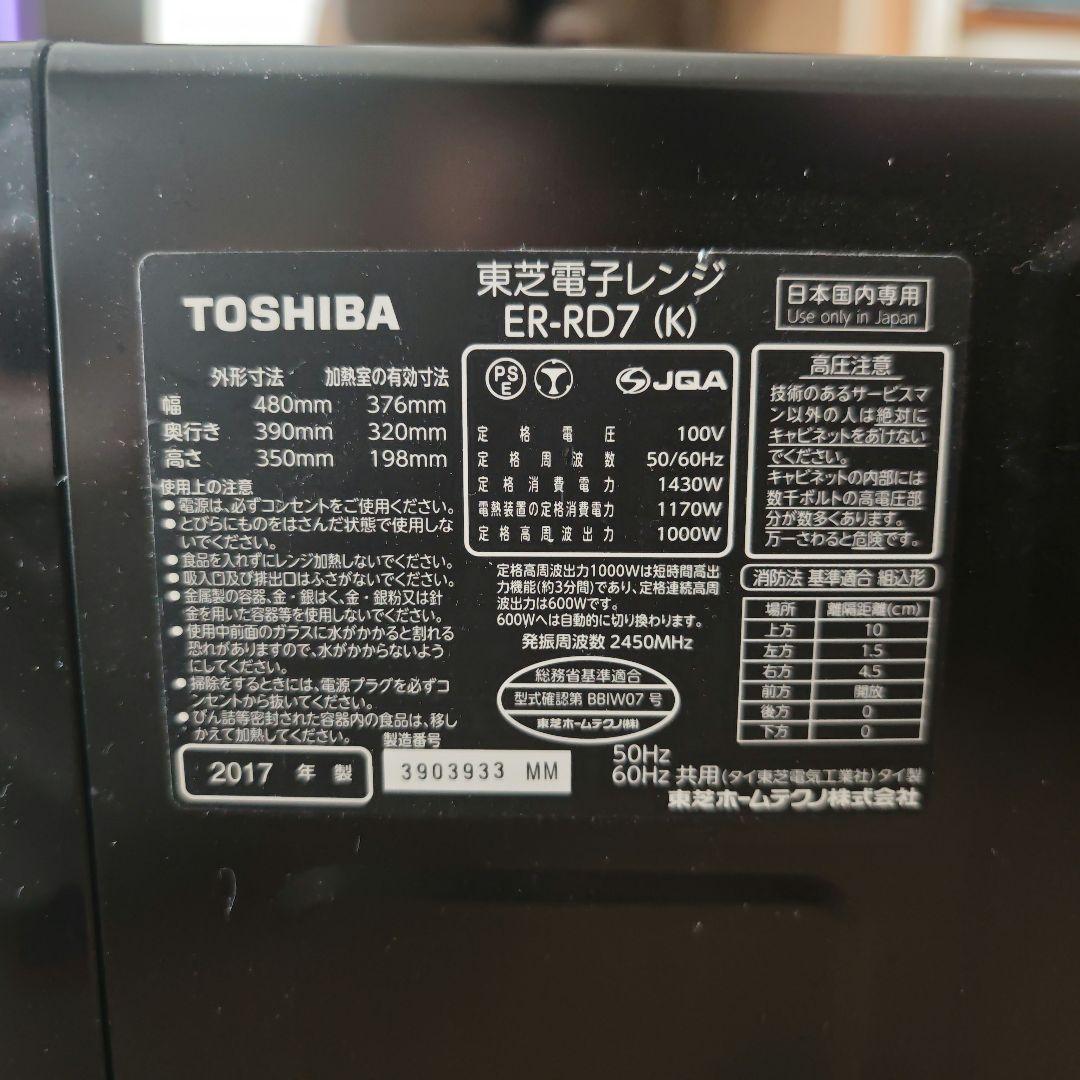 TOSHIBA
東芝電子レンジ
ER-RD7 (K)
日本国内専用
Use only in Japan
外形寸法 加熱室の有効寸法
幅 480mm 376mm
奥行き 390mm 320mm
高さ 350mm 198mm
使用上の注意
●電源は、必ずコンセントをご使用ください。
●とびらにものをはさんだ状態で使用しな
いでください。
●食品を入れずにレンジ加熱しないでください。
●吸入口及び排出口はふさがないでください。
●金属製の容器、金・銀はく、金・銀粉又は針
金を用いた容器等を使用しないでください。
●使用中前面のガラスに水がかかると割れる
恐れがありますので、水がかからないよう
にしてください。
●掃除をするときには、電源プラグを必ずコ
ンセントから抜いてください。
●びん詰等密封された容器内の食品は、移し
かえて加熱してください。
PS
E
JQA
定格電圧 100V
定格周波数 50/60Hz
定格消費電力 1430W
電熱装置の定格消費電力 1170W
定格高周波出力 1000W
定格高周波出力1000Wは短時間高出
力機能(約3分間)であり、定格連続高周
波出力は600Wです。
600Wへは自動的に切り換わります。
発振周波数 2450MHz
総務省基準適合
型式確認第 BBIW07 号
東芝ホームテクノ(株)
高圧注意
技術のあるサービスマ
ン以外の人は絶対に
キャビネットをあけない
でください。
キャビネットの内部には
数千ボルトの高電圧部
分が数多くあります。
万一さわると危険です。
消防法 基準適合 組込形
場所 離隔距離(cm)
上方 10
左方 1.5
右方 4.5
前方 開放
後方 0
下方 0
2017 年 製
製造番号
3903933 MM
50Hz
60Hz 共用 (タイ東芝電気工業社) タイ製
東芝ホームテクノ株式会社